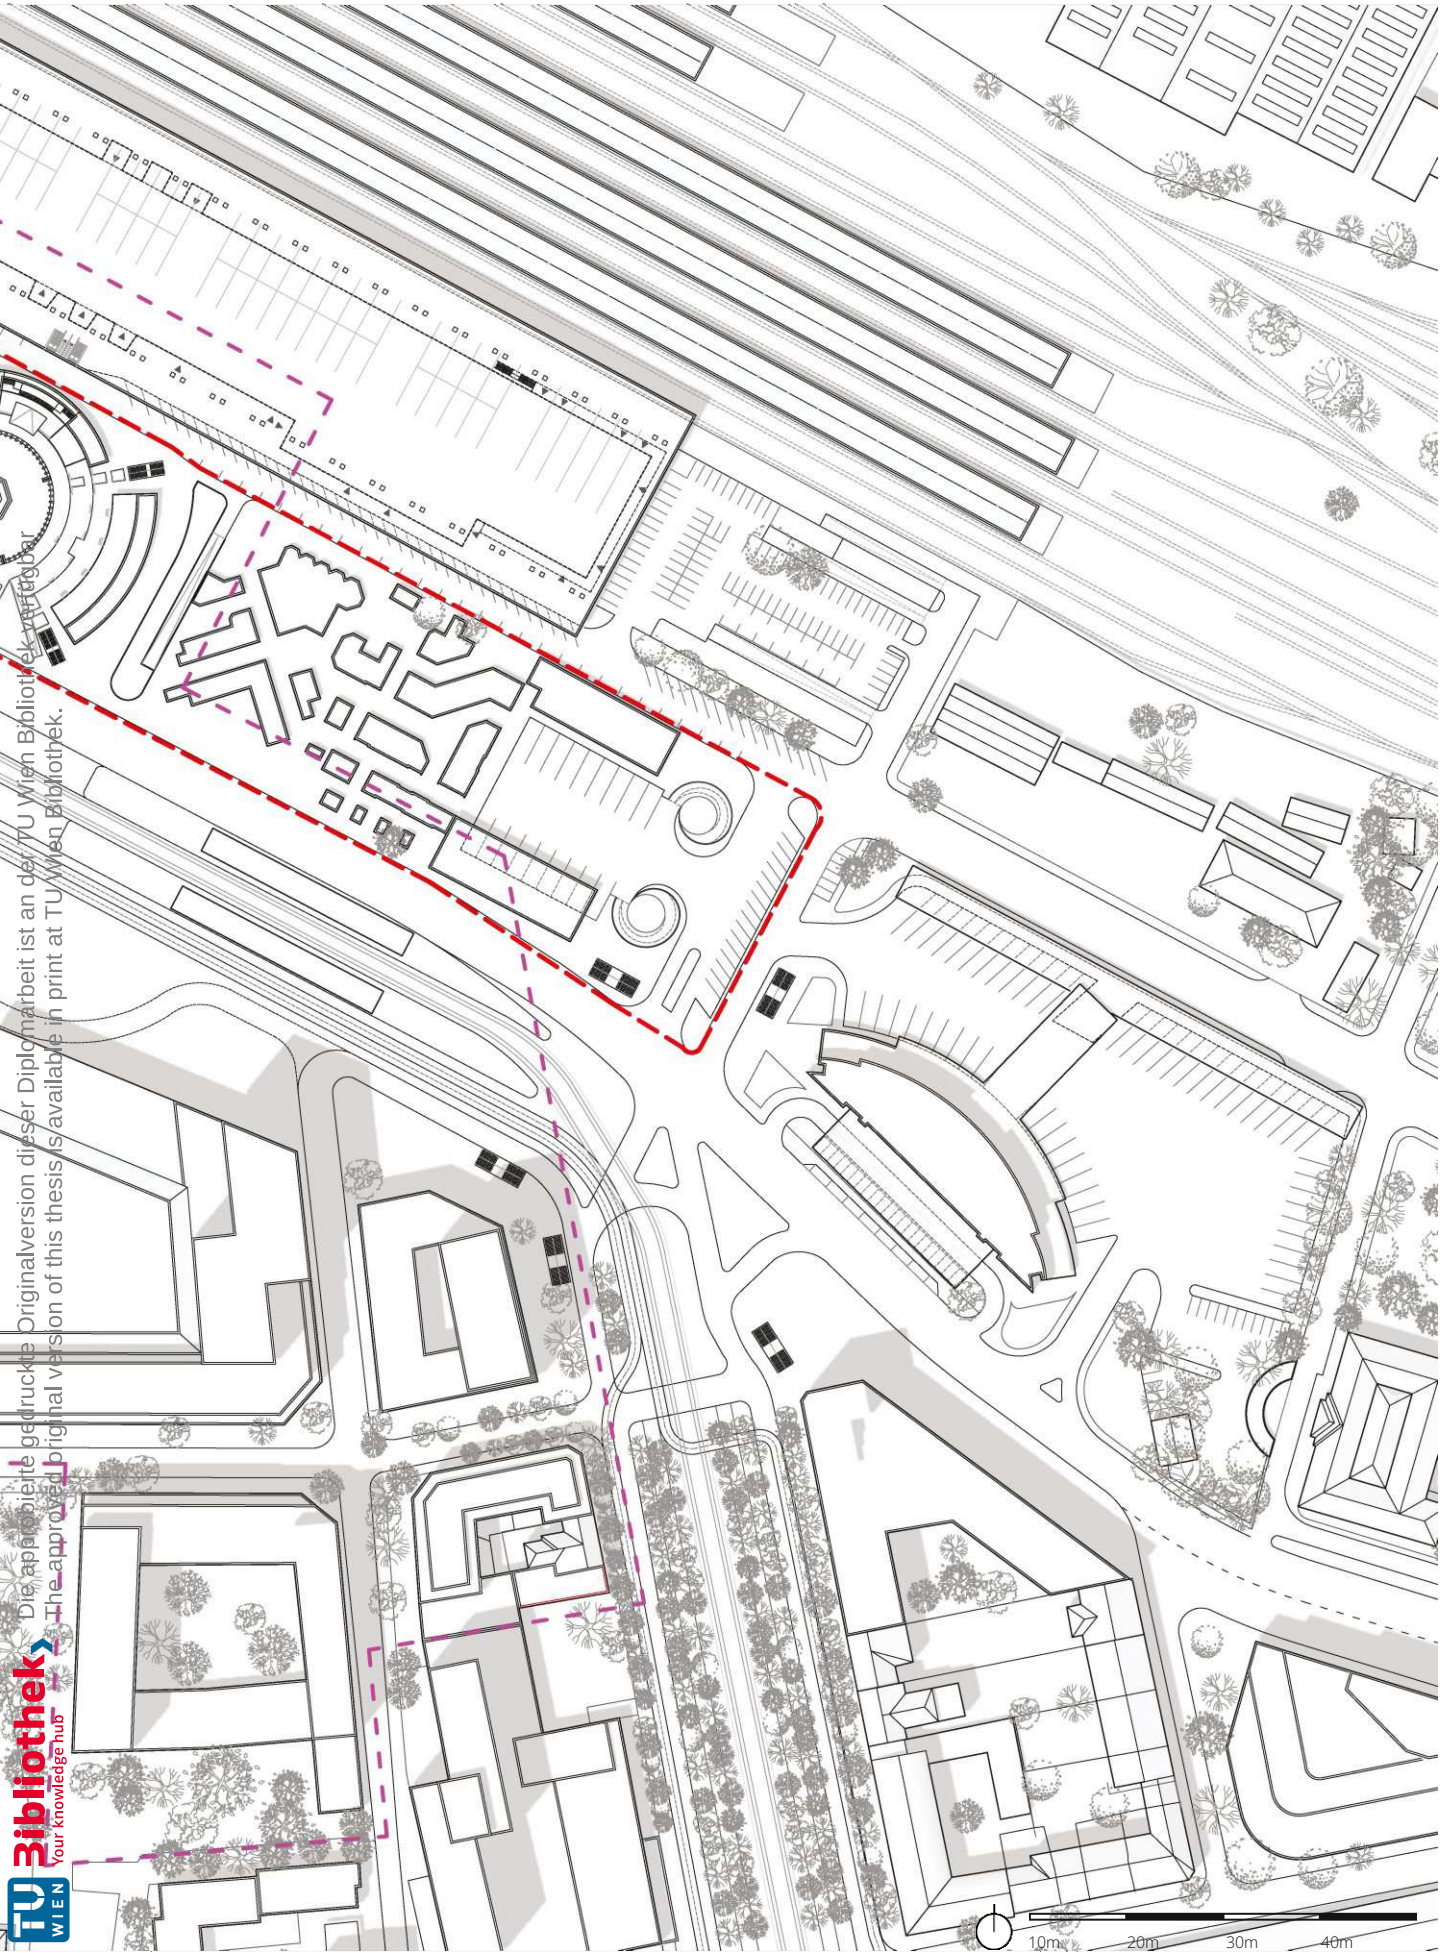 Die approbierte gedruckte Originalversion dieser Diplomarbeit ist an der TU Wien Bibliothek verfügbar
The approved original version of this thesis is available in print at TU Wien Bibliothek.
TU WIEN
Bibliothek
Your knowledge hub
10m 20m 30m 40m